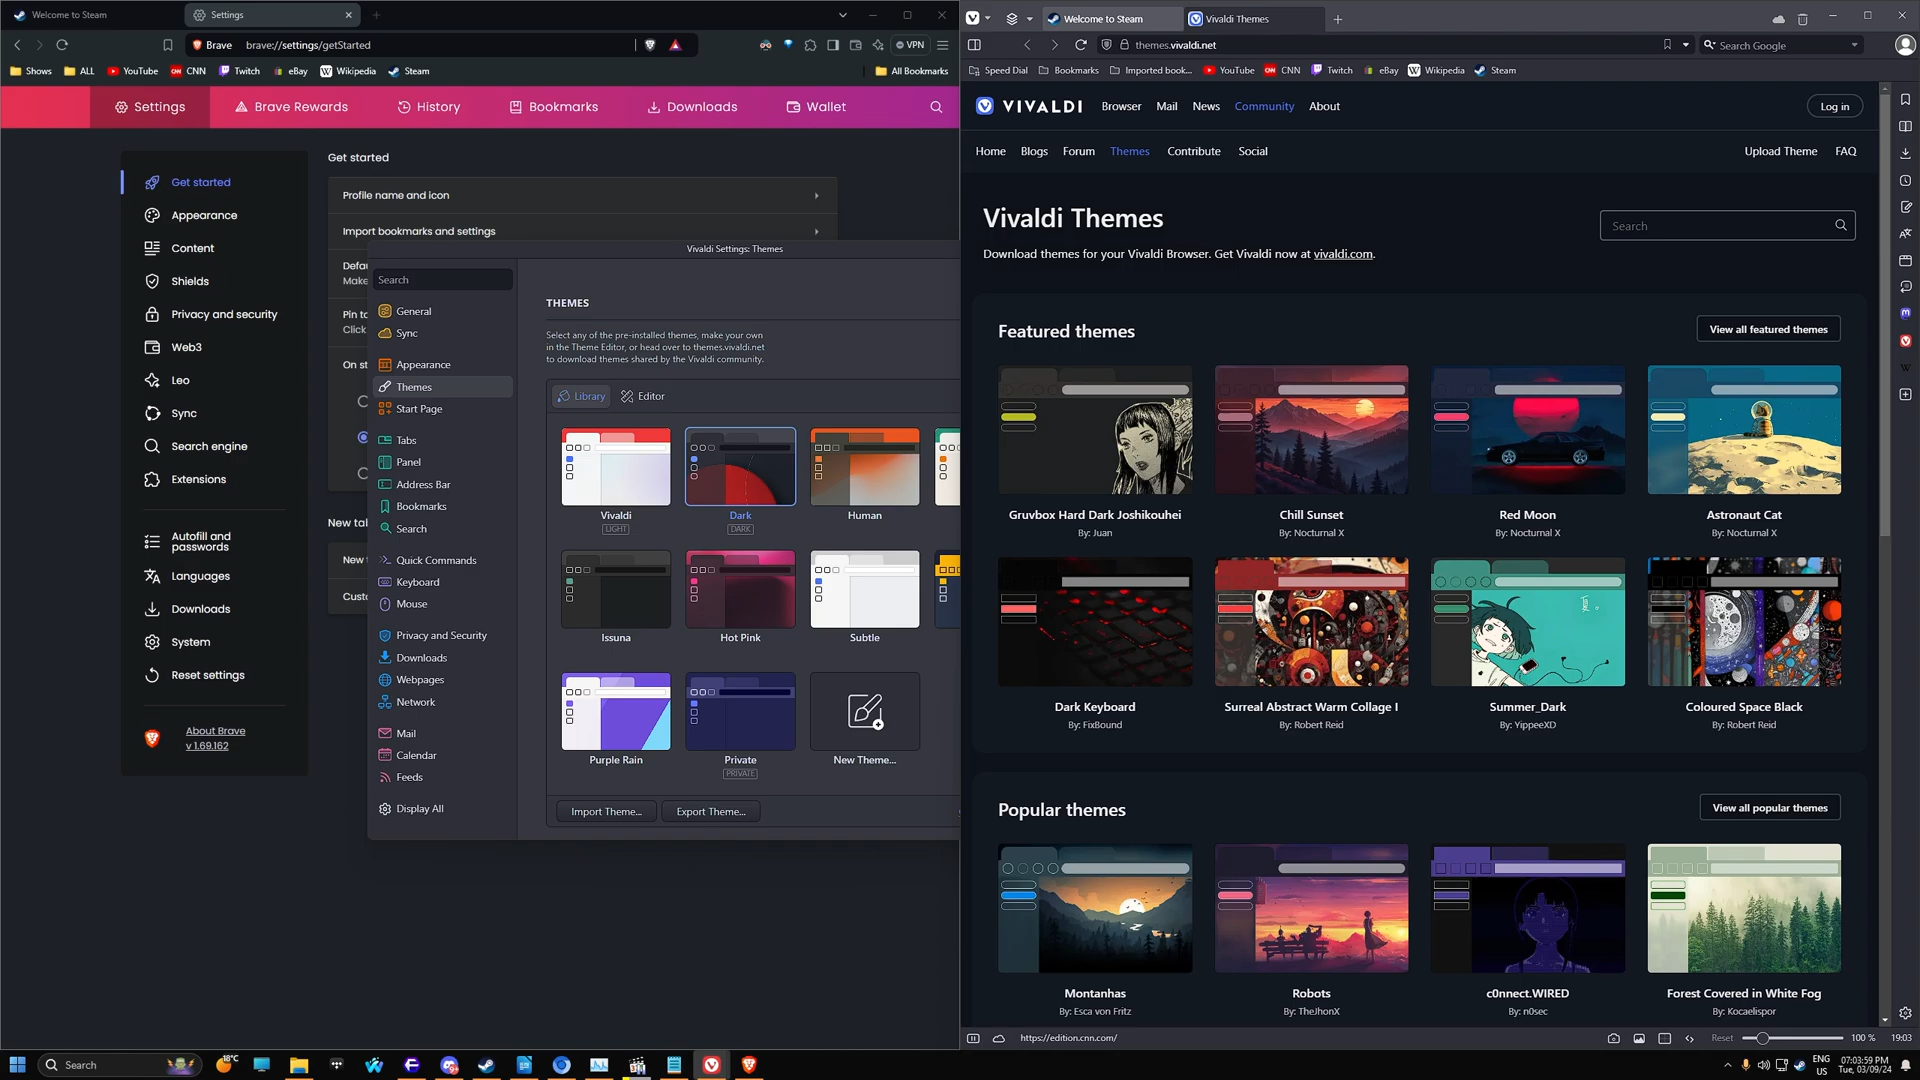 Welcome to Steam
Settings
Brave
brave://settings/getStarted
VPN
Shows
ALL
YouTube
CNN
Twitch
eBay
Wikipedia
Steam
All Bookmarks
Settings
Brave Rewards
History
Bookmarks
Downloads
Wallet
Get started
Appearance
Content
Shields
Privacy and security
Web3
Leo
Sync
Search engine
Extensions
Autofill and
passwords
Languages
Downloads
System
Reset settings
About Brave
v 1.69.162
Get started
Profile name and icon
Import bookmarks and settings
Defau
Make
Pin to
Click
On st
New tab
New t
Custo
Vivaldi Settings: Themes
Search
General
Sync
Appearance
Themes
Start Page
Tabs
Panel
Address Bar
Bookmarks
Search
Quick Commands
Keyboard
Mouse
Privacy and Security
Downloads
Webpages
Network
Mail
Calendar
Feeds
Display All
THEMES
Select any of the pre-installed themes, make your own
in the Theme Editor, or head over to themes.vivaldi.net
to download themes shared by the Vivaldi community.
Library
Editor
Vivaldi
LIGHT
Dark
DARK
Human
Issuna
Hot Pink
Subtle
Purple Rain
Private
PRIVATE
New Theme...
Import Theme...
Export Theme...
Welcome to Steam
Vivaldi Themes
themes.vivaldi.net
Search Google
Speed Dial
Bookmarks
Imported book...
YouTube
CNN
Twitch
eBay
Wikipedia
Steam
VIVALDI
Browser
Mail
News
Community
About
Log in
Home
Blogs
Forum
Themes
Contribute
Social
Upload Theme
FAQ
Vivaldi Themes
Search
Download themes for your Vivaldi Browser. Get Vivaldi now at vivaldi.com.
Featured themes
View all featured themes
Gruvbox Hard Dark Joshikouhei
By: Juan
Chill Sunset
By: Nocturnal X
Red Moon
By: Nocturnal X
Astronaut Cat
By: Nocturnal X
Dark Keyboard
By: FixBound
Surreal Abstract Warm Collage I
By: Robert Reid
Summer_Dark
By: YippeeXD
Coloured Space Black
By: Robert Reid
Popular themes
View all popular themes
Montanhas
By: Esca von Fritz
Robots
By: TheJhonX
c0nnect.WIRED
By: n0sec
Forest Covered in White Fog
By: Kocaelispor
https://edition.cnn.com/
Reset
100 %
19:03
Search
18°C
ENG
US
07:03:59 PM
Tue, 03/09/24